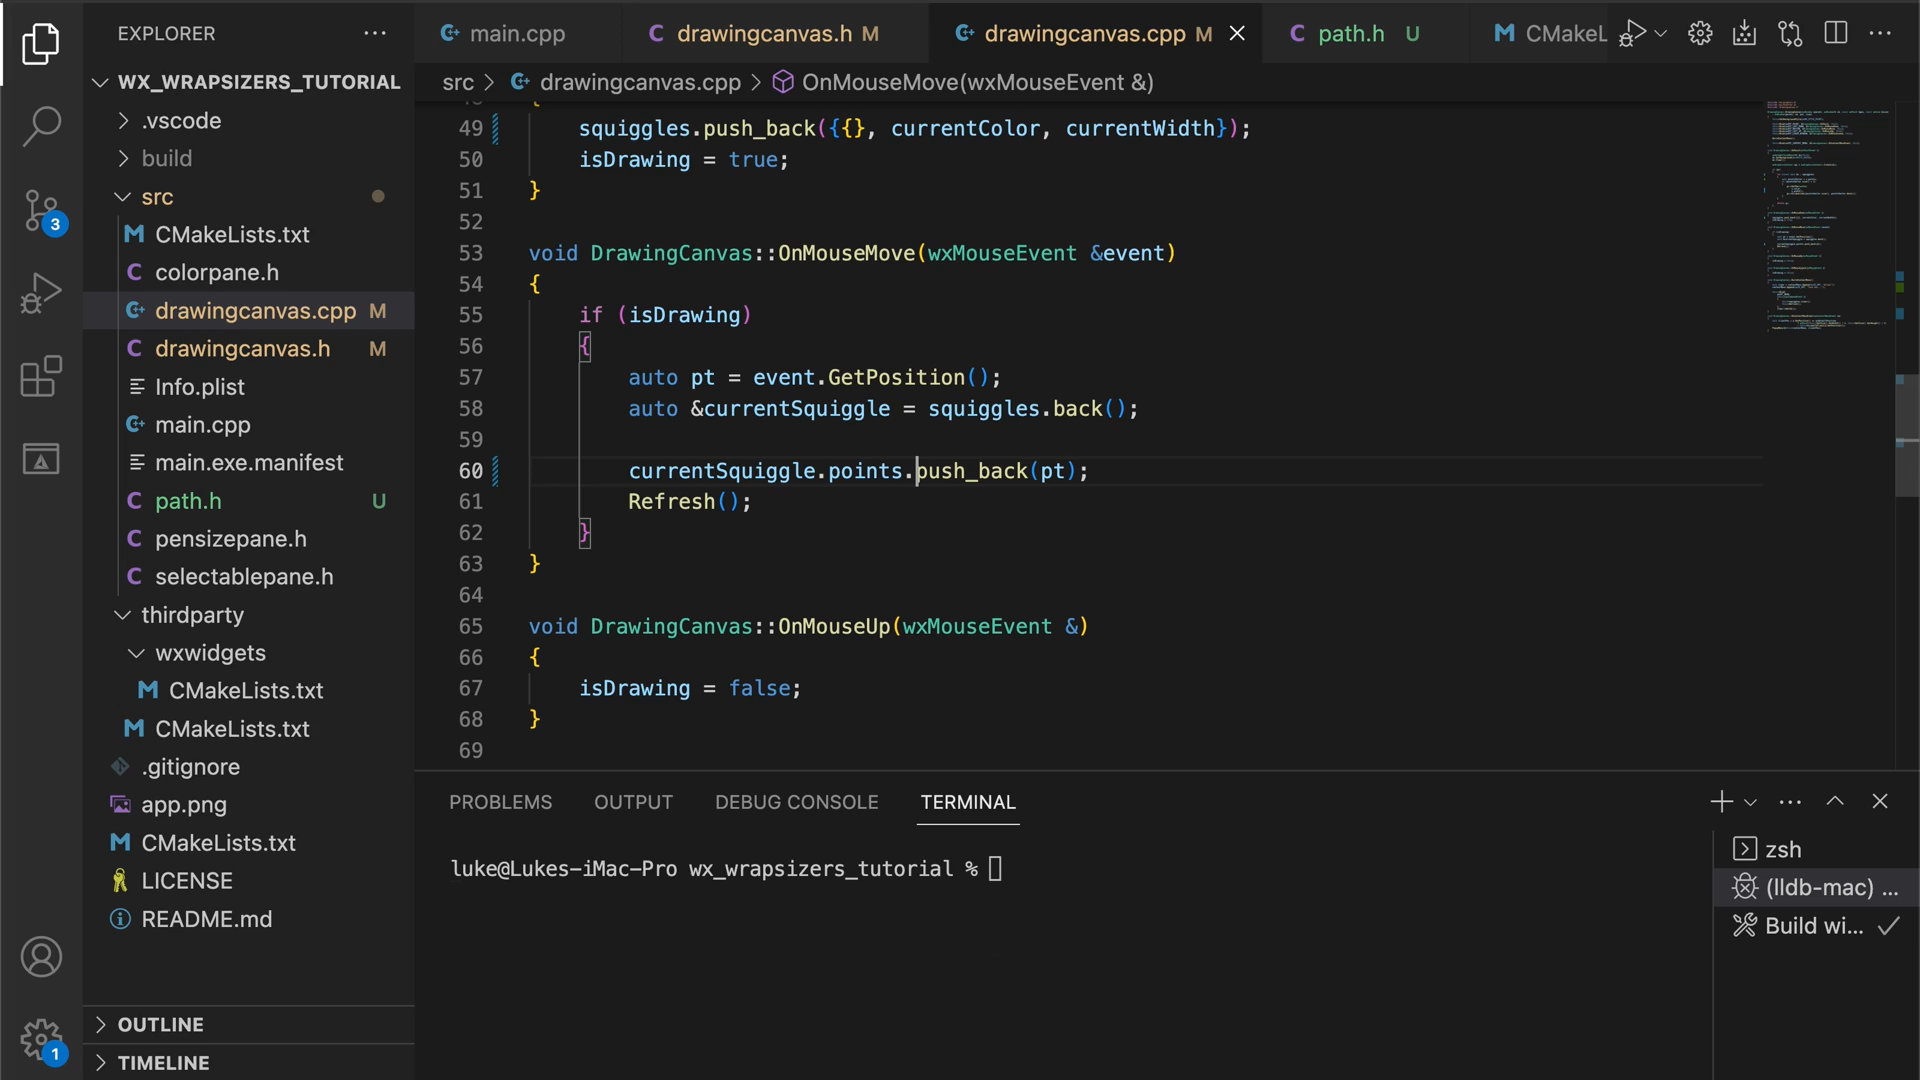 EXPLORER
WX_WRAPSIZERS_TUTORIAL
.vscode
build
src
CMakeLists.txt
colorpane.h
drawingcanvas.cpp M
drawingcanvas.h M
Info.plist
main.cpp
main.exe.manifest
path.h U
pensizepane.h
selectablepane.h
thirdparty
wxwidgets
CMakeLists.txt
CMakeLists.txt
.gitignore
app.png
CMakeLists.txt
LICENSE
README.md
OUTLINE
TIMELINE
3
1
main.cpp drawingcanvas.h M drawingcanvas.cpp M path.h U CMakeL
src > drawingcanvas.cpp > OnMouseMove(wxMouseEvent &)
49 squiggles.push_back({{}, currentColor, currentWidth});
50 isDrawing = true;
51 }
52
53 void DrawingCanvas::OnMouseMove(wxMouseEvent &event)
54 {
55 if (isDrawing)
56 {
57 auto pt = event.GetPosition();
58 auto &currentSquiggle = squiggles.back();
59
60 currentSquiggle.points.push_back(pt);
61 Refresh();
62 }
63 }
64
65 void DrawingCanvas::OnMouseUp(wxMouseEvent &)
66 {
67 isDrawing = false;
68 }
69
PROBLEMS OUTPUT DEBUG CONSOLE TERMINAL
luke@Lukes-iMac-Pro wx_wrapsizers_tutorial %
zsh
(lldb-mac) ...
Build wi...